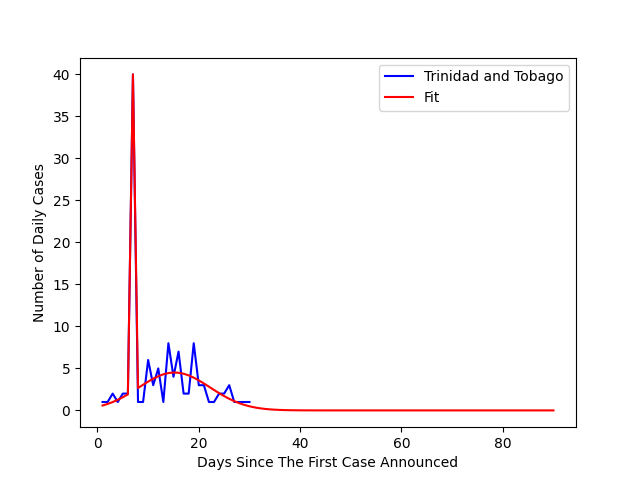 Trinidad and Tobago
Fit
40
35
30
25
20
15
10
5
0
Number of Daily Cases
0 20 40 60 80
Days Since The First Case Announced